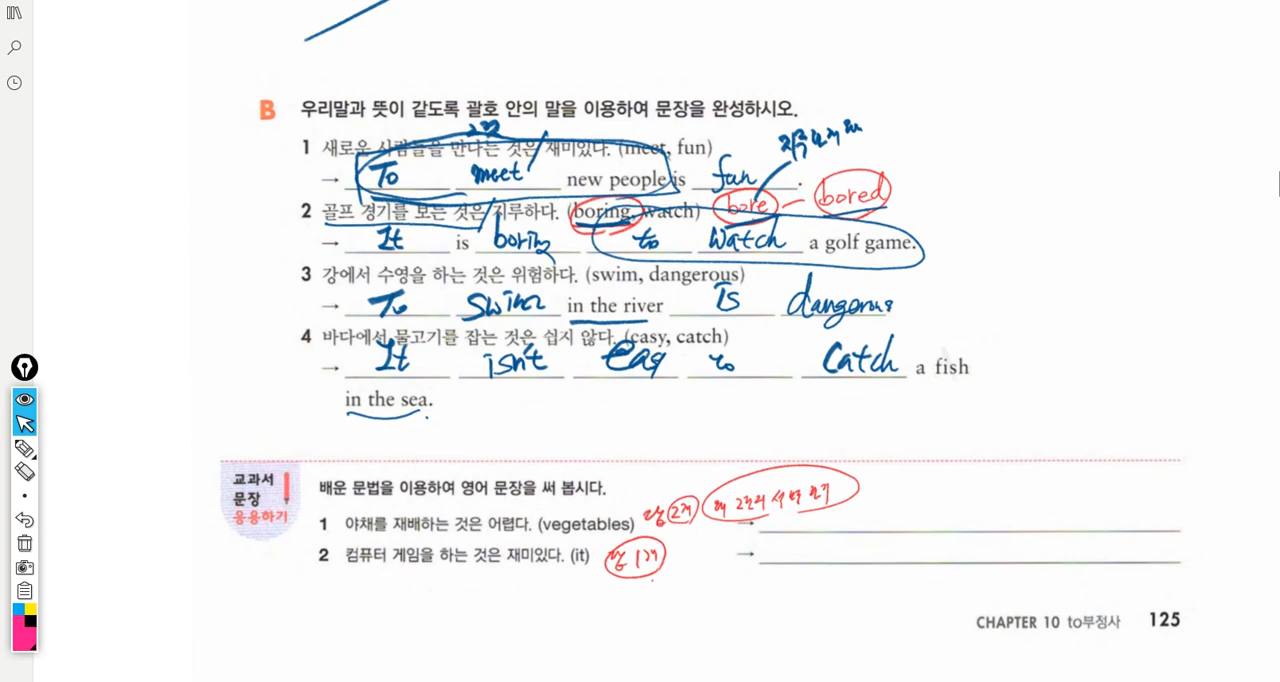 B 우리말과 뜻이 같도록 괄호 안의 말을 이용하여 문장을 완성하시오.
1 새로운 사람들을 만나는 것은 재미있다. (meet, fun)
→ To meet new people is fun.
2 골프 경기를 보는 것은 지루하다. (boring, watch) bore - bored
→ It is boring to watch a golf game.
3 강에서 수영을 하는 것은 위험하다. (swim, dangerous)
→ To swim in the river is dangerous
4 바다에서 물고기를 잡는 것은 쉽지 않다. (easy, catch)
→ It isn't easy to catch a fish
in the sea.
교과서
문장
응용하기
배운 문법을 이용하여 영어 문장을 써 봅시다.
1 야채를 재배하는 것은 어렵다. (vegetables) 답 2개 →
2 컴퓨터 게임을 하는 것은 재미있다. (it) 답 1개 →
CHAPTER 10 to부정사 125